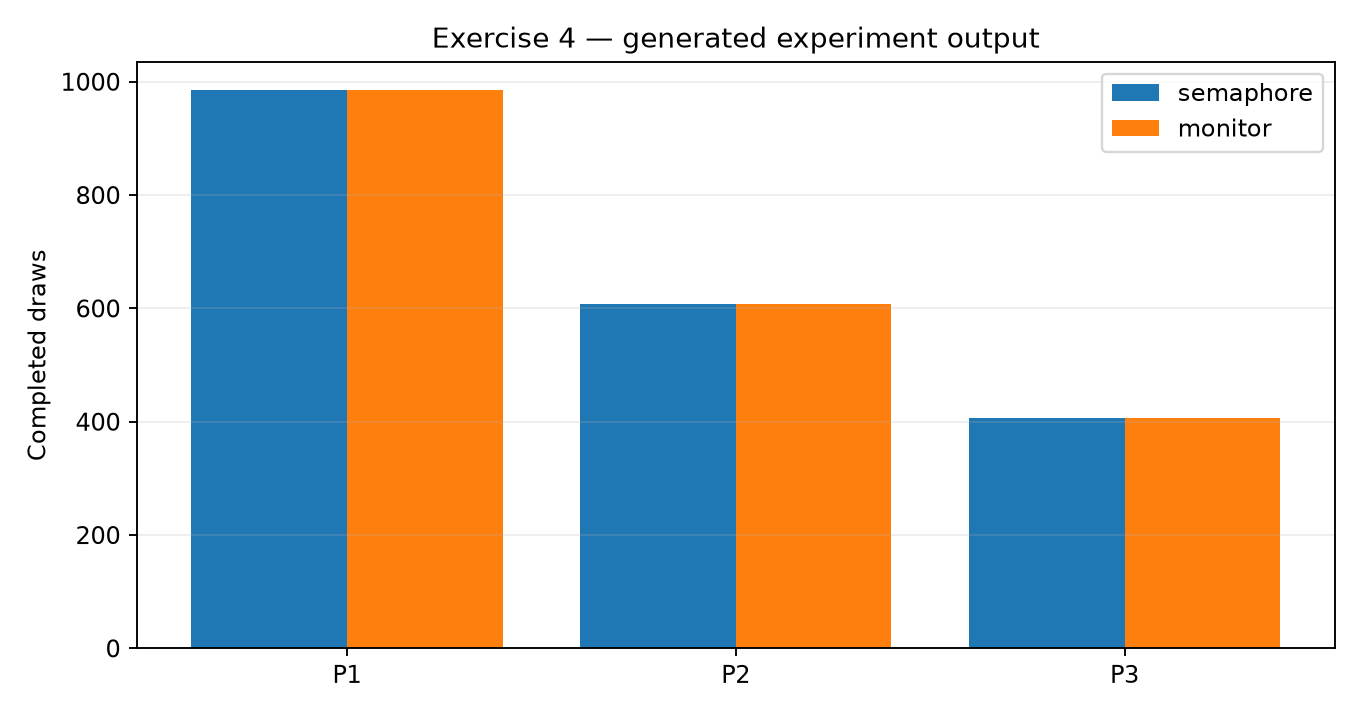 Exercise 4 — generated experiment output
semaphore
monitor
Completed draws
1000
800
600
400
200
0
P1
P2
P3